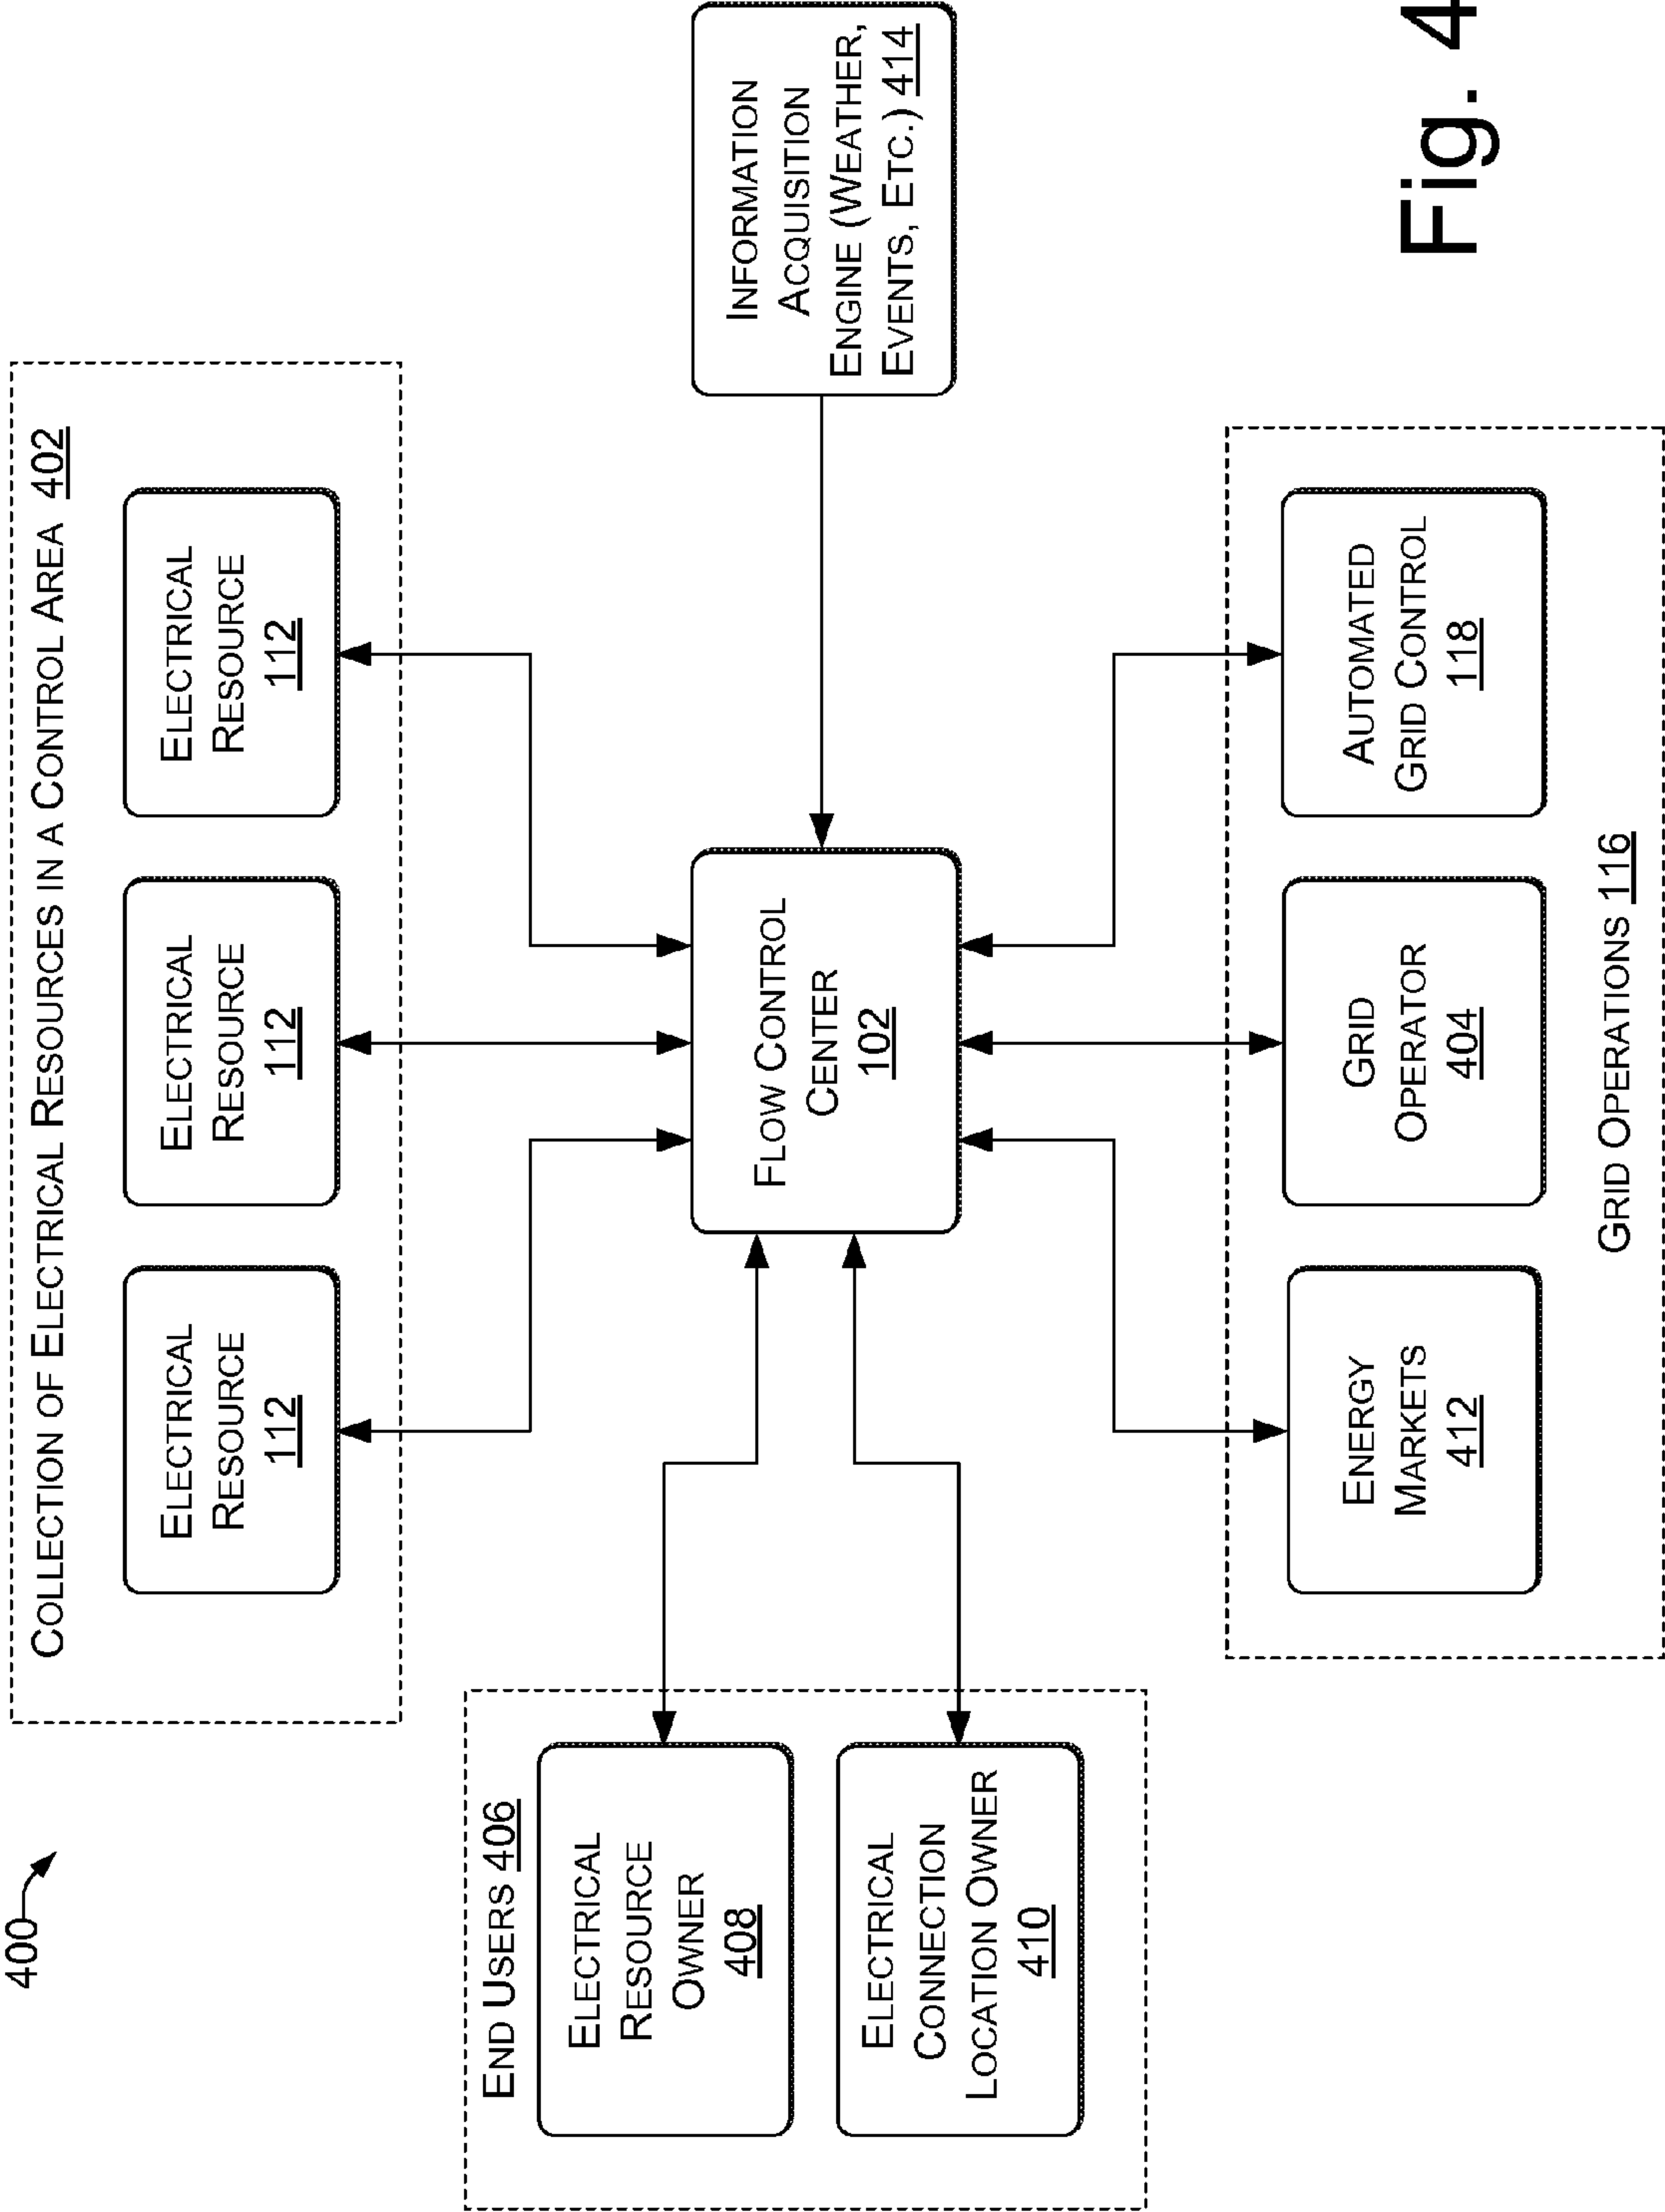 400
COLLECTION OF ELECTRICAL RESOURCES IN A CONTROL AREA 402
ELECTRICAL
RESOURCE
112
ELECTRICAL
RESOURCE
112
ELECTRICAL
RESOURCE
112
END USERS 406
ELECTRICAL
RESOURCE
OWNER
408
ELECTRICAL
CONNECTION
LOCATION OWNER
410
FLOW CONTROL
CENTER
102
INFORMATION
ACQUISITION
ENGINE (WEATHER,
EVENTS, ETC.) 414
ENERGY
MARKETS
412
GRID
OPERATOR
404
AUTOMATED
GRID CONTROL
118
GRID OPERATIONS 116
Fig. 4